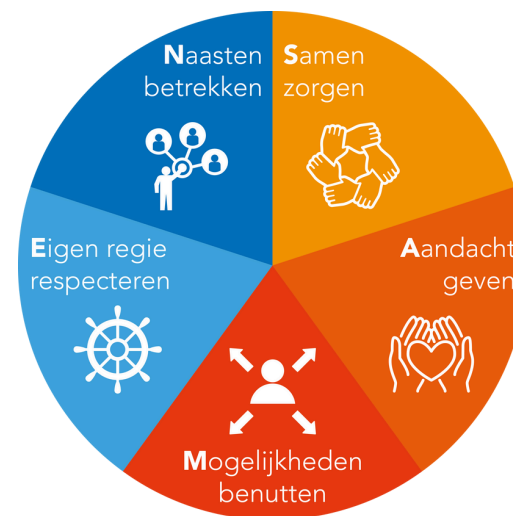 Samen
zorgen
Aandacht
geven
Mogelijkheden
benutten
Eigen regie
respecteren
Naasten
betrekken